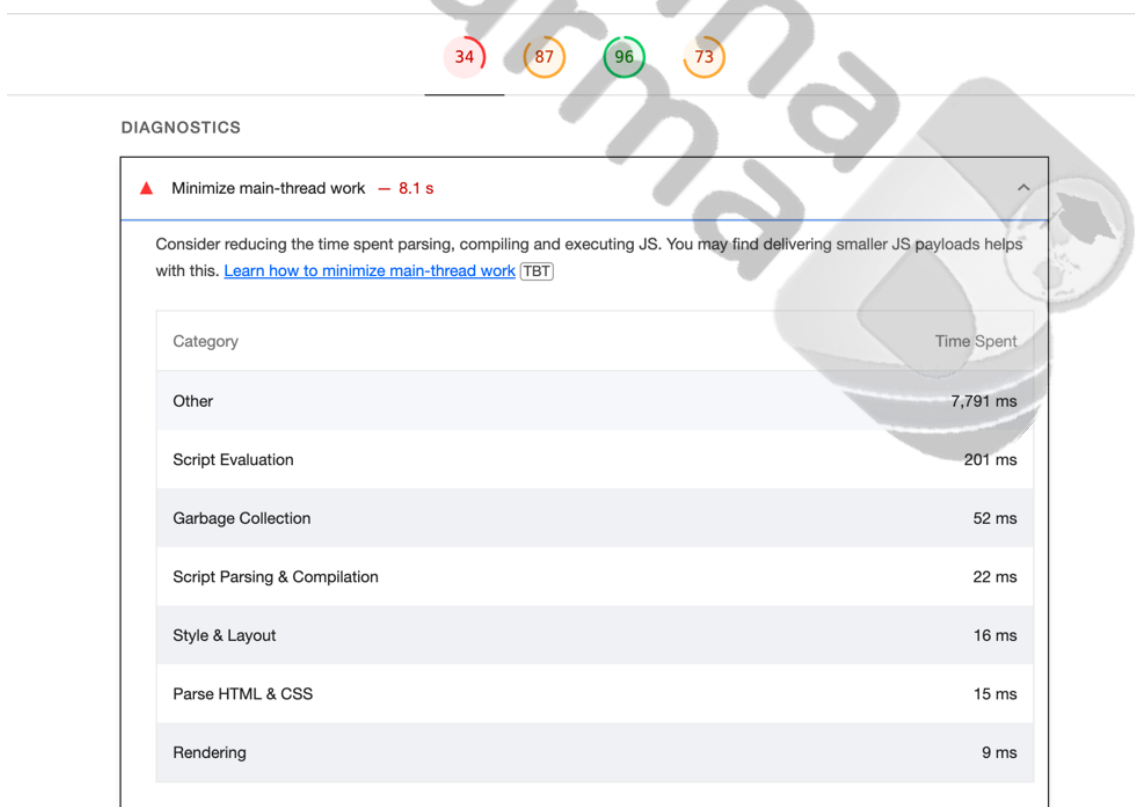 34 87 96 73
DIAGNOSTICS
Minimize main-thread work — 8.1 s
Consider reducing the time spent parsing, compiling and executing JS. You may find delivering smaller JS payloads helps
with this. Learn how to minimize main-thread work TBT
Category Time Spent
Other 7,791 ms
Script Evaluation 201 ms
Garbage Collection 52 ms
Script Parsing & Compilation 22 ms
Style & Layout 16 ms
Parse HTML & CSS 15 ms
Rendering 9 ms